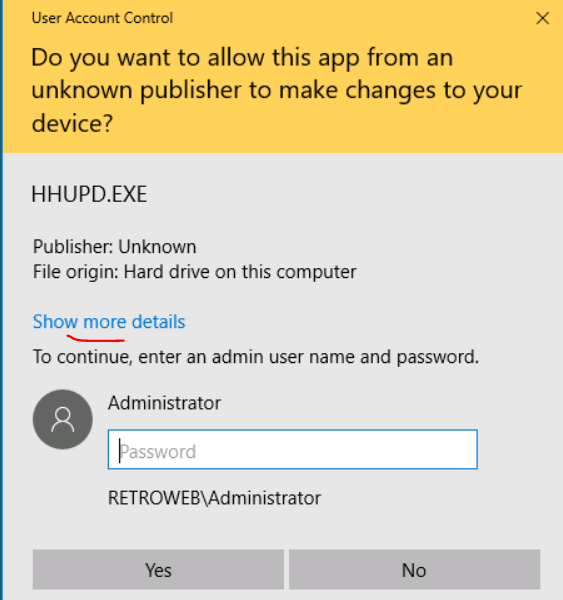 User Account Control
Do you want to allow this app from an
unknown publisher to make changes to your
device?
HHUPD.EXE
Publisher: Unknown
File origin: Hard drive on this computer
Show more details
To continue, enter an admin user name and password.
Administrator
Password
RETROWEB\Administrator
Yes
No